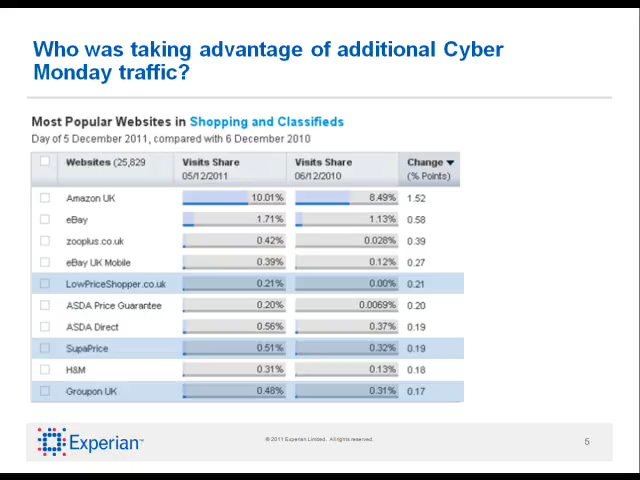 Who was taking advantage of additional Cyber
Monday traffic?
Most Popular Websites in Shopping and Classifieds
Day of 5 December 2011, compared with 6 December 2010
Websites (25,829 Visits Share Visits Share Change
05/12/2011 06/12/2010 (% Points)
Amazon UK 10.01% 8.49% 1.52
eBay 1.71% 1.13% 0.58
zooplus.co.uk 0.42% 0.028% 0.39
eBay UK Mobile 0.39% 0.12% 0.27
LowPriceShopper.co.uk 0.21% 0.00% 0.21
ASDA Price Guarantee 0.20% 0.0069% 0.20
ASDA Direct 0.56% 0.37% 0.19
SupaPrice 0.51% 0.32% 0.19
H&M 0.31% 0.13% 0.18
Groupon UK 0.48% 0.31% 0.17
Experian™
© 2011 Experian Limited. All rights reserved.
5